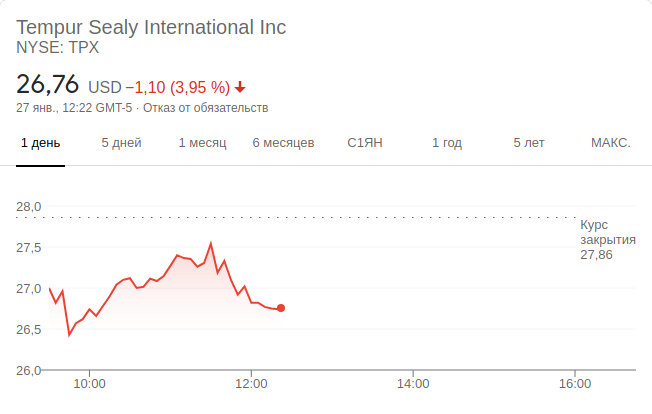 Tempur Sealy International Inc
NYSE: TPX
26,76 USD −1,10 (3,95 %)
27 янв., 12:22 GMT-5 · Отказ от обязательств
1 день 5 дней 1 месяц 6 месяцев С1ЯН 1 год 5 лет МАКС.
28,0
Курс
закрытия
27,86
27,5
27,0
26,5
26,0
10:00 12:00 14:00 16:00